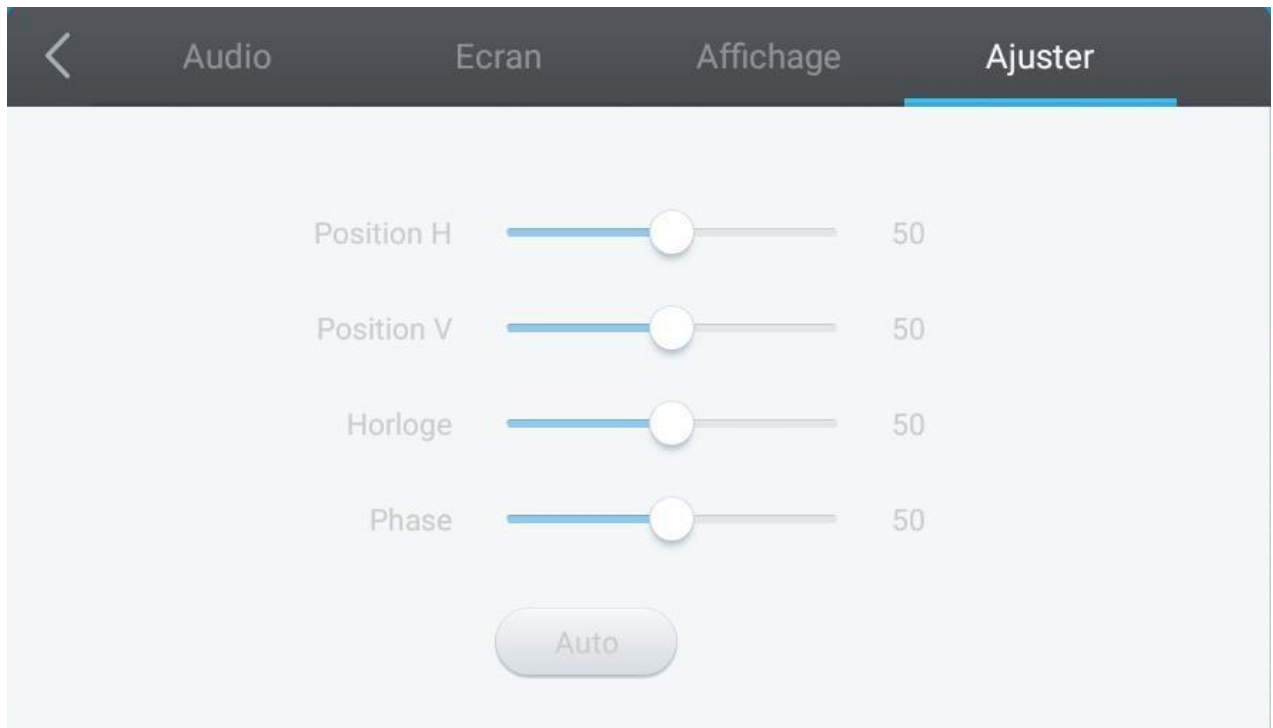 Audio Ecran Affichage Ajuster
Position H 50
Position V 50
Horloge 50
Phase 50
Auto